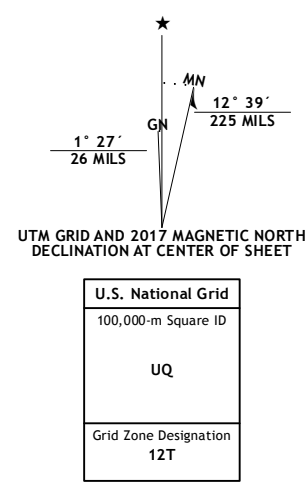 ★
MN
GN
12° 39´
225 MILS
1° 27´
26 MILS
UTM GRID AND 2017 MAGNETIC NORTH
DECLINATION AT CENTER OF SHEET
U.S. National Grid
100,000-m Square ID
UQ
Grid Zone Designation
12T